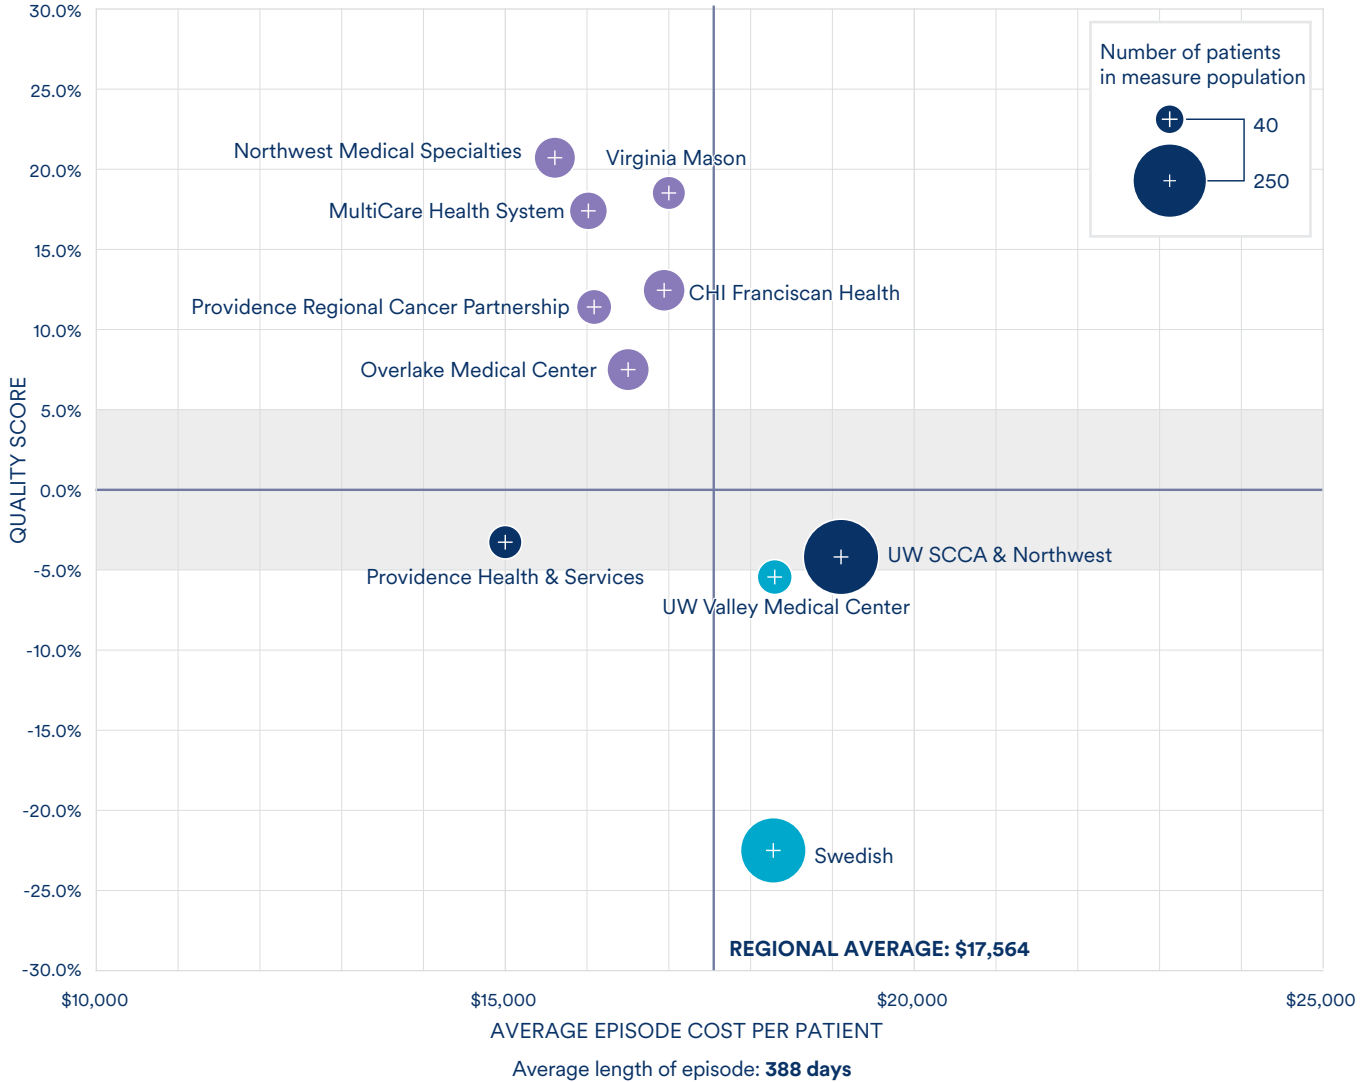 30.0%
25.0%
20.0%
15.0%
10.0%
5.0%
0.0%
-5.0%
-10.0%
-15.0%
-20.0%
-25.0%
-30.0%
QUALITY SCORE
Number of patients
in measure population
40
250
Northwest Medical Specialties
Virginia Mason
MultiCare Health System
CHI Franciscan Health
Providence Regional Cancer Partnership
Overlake Medical Center
Providence Health & Services
UW SCCA & Northwest
UW Valley Medical Center
Swedish
REGIONAL AVERAGE: $17,564
$10,000
$15,000
$20,000
$25,000
AVERAGE EPISODE COST PER PATIENT
Average length of episode: 388 days